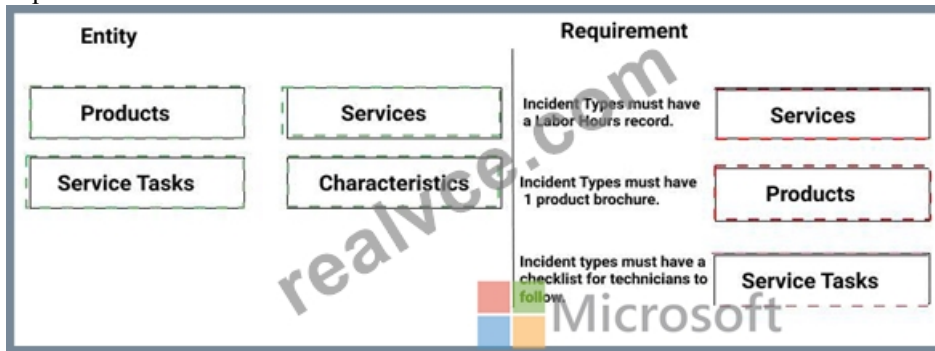 Entity
Requirement
Products
Services
Service Tasks
Characteristics
Incident Types must have
a Labor Hours record.
Services
Incident Types must have
1 product brochure.
Products
Incident types must have a
checklist for technicians to
follow.
Service Tasks
realvce.com
Microsoft